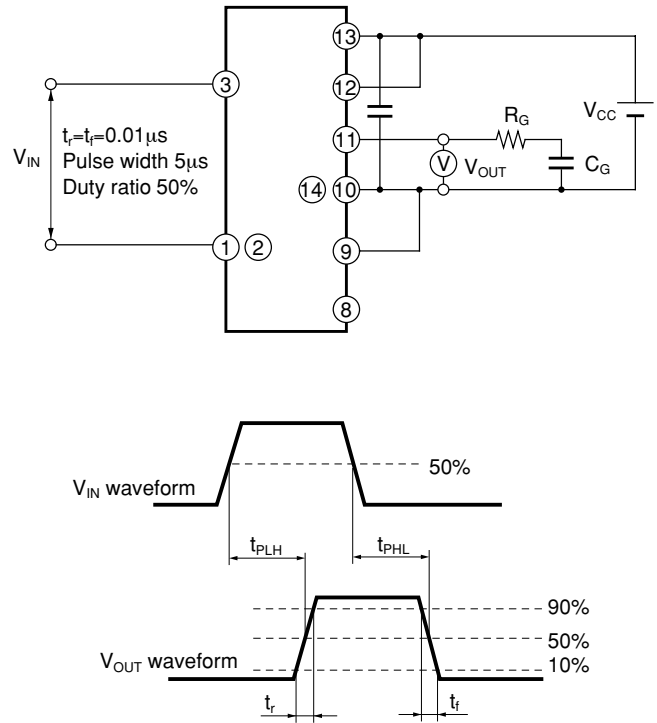 13
3
12
V_CC
t_r=t_f=0.01μs
R_G
V_IN
Pulse width 5μs
11
V
V_OUT
C_G
Duty ratio 50%
14
10
1
2
9
8
50%
V_IN waveform
t_PLH
t_PHL
90%
50%
V_OUT waveform
10%
t_r
t_f